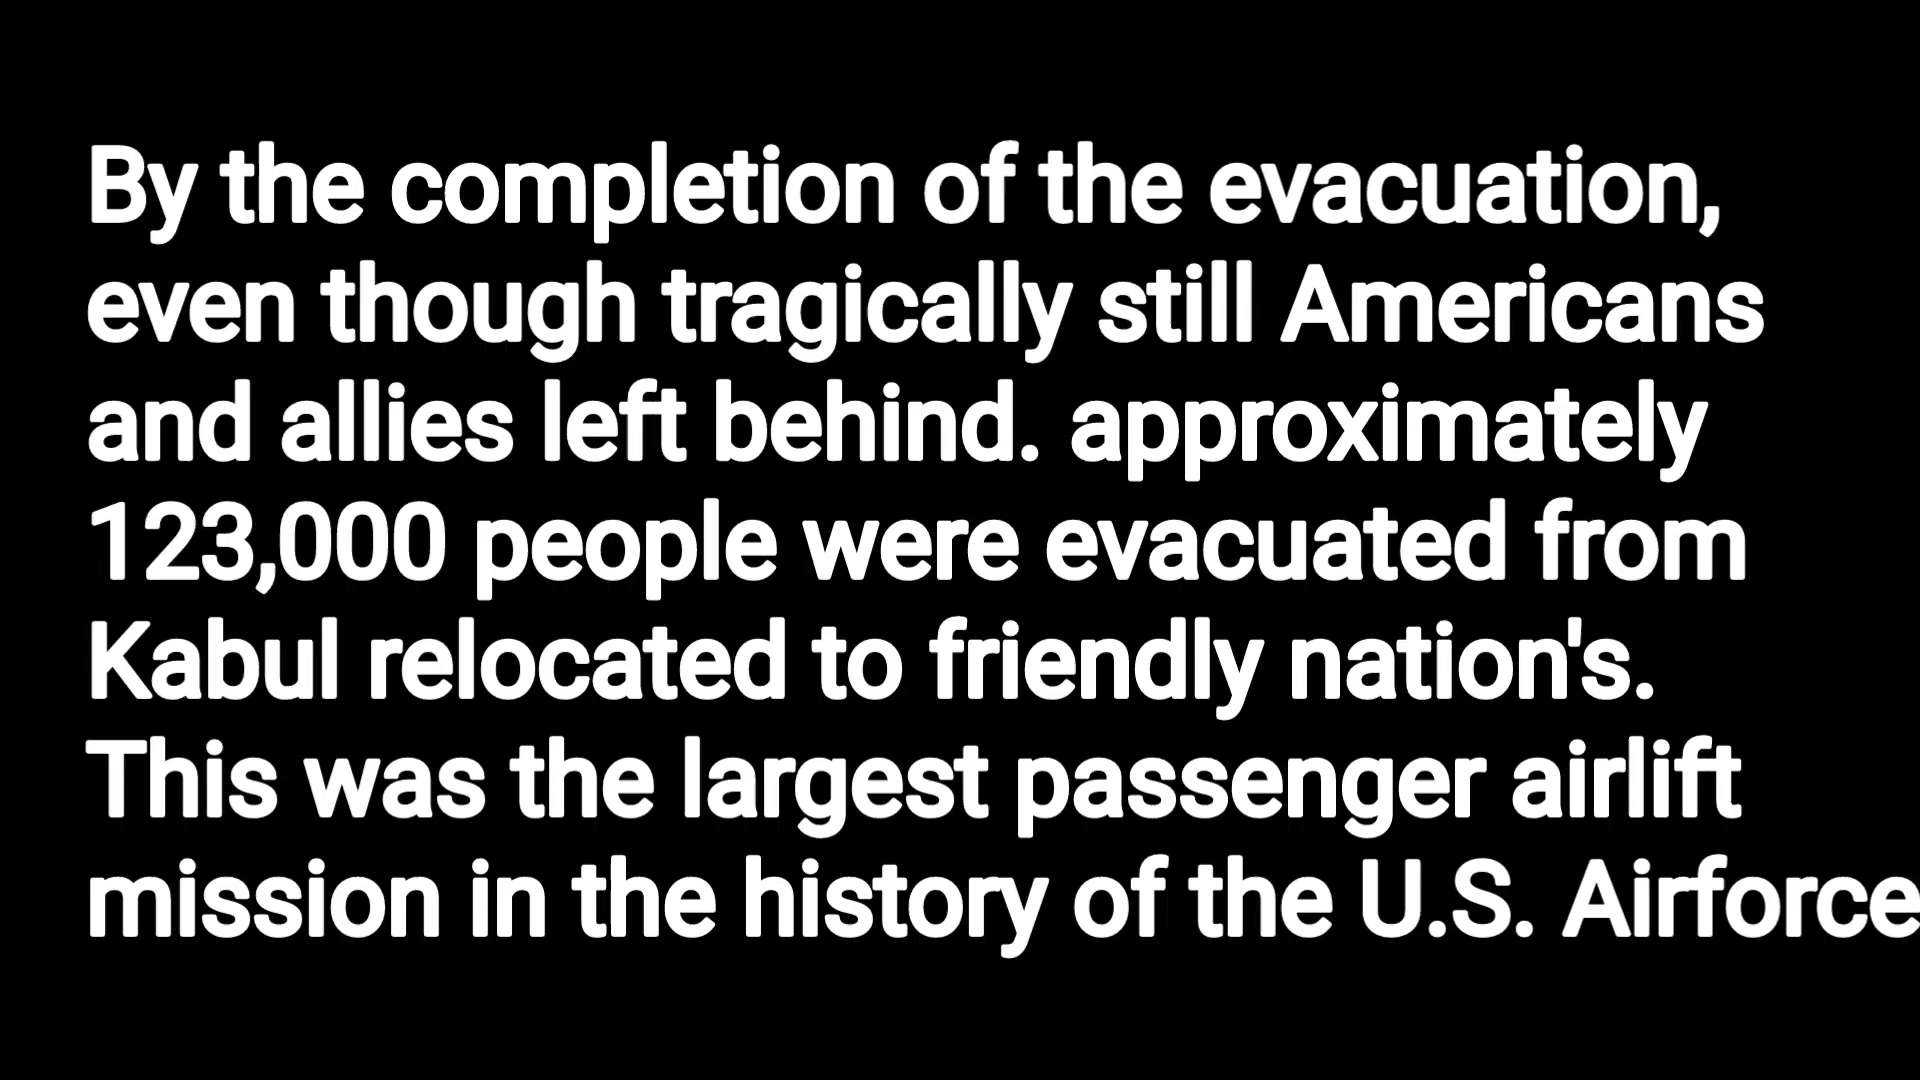 By the completion of the evacuation,
even though tragically still Americans
and allies left behind. approximately
123,000 people were evacuated from
Kabul relocated to friendly nation's.
This was the largest passenger airlift
mission in the history of the U.S. Airforce